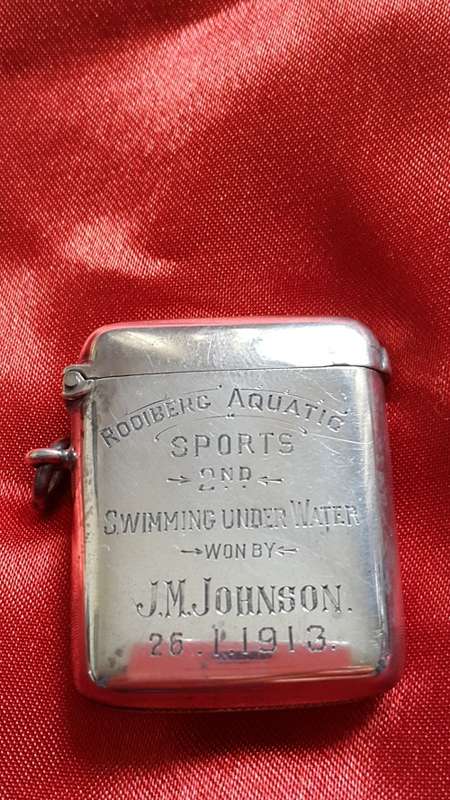 ROOIBERG AQUATIC
SPORTS
2ND
SWIMMING UNDER WATER
WON BY
J.M. JOHNSON.
26.1.1913.